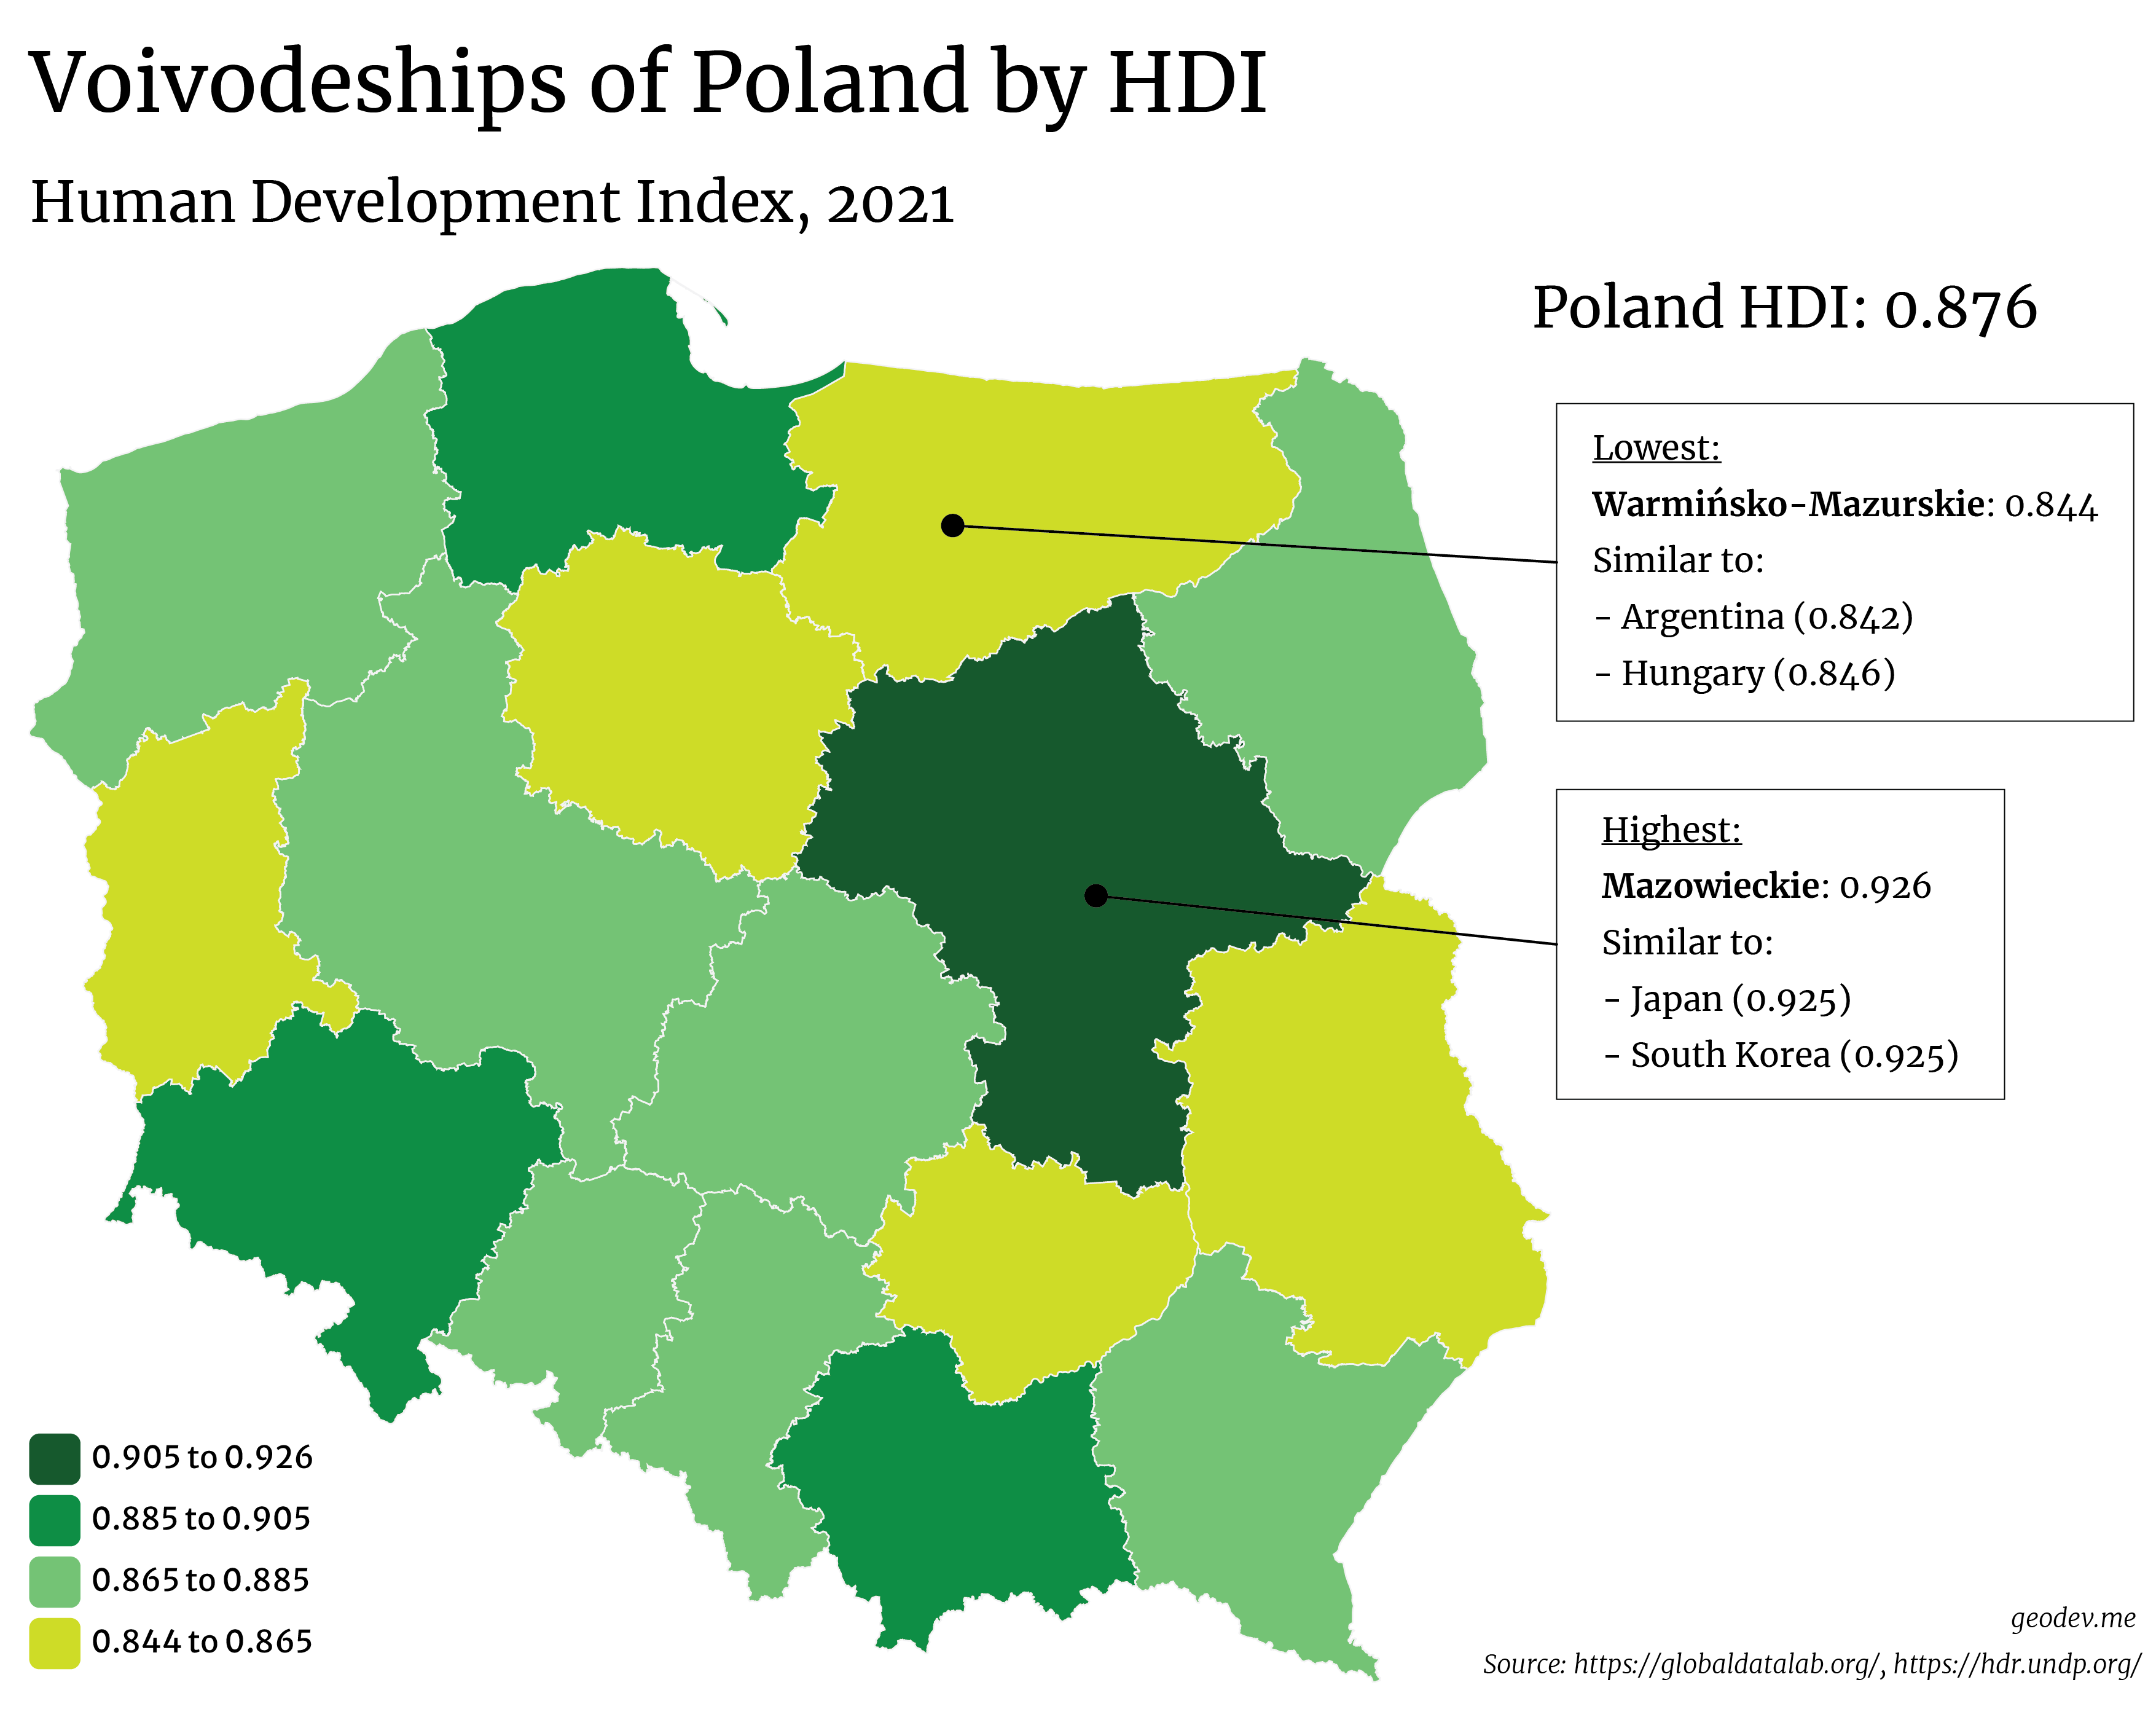 Voivodeships of Poland by HDI
Human Development Index, 2021
Poland HDI: 0.876
Lowest:
Warmińsko-Mazurskie: 0.844
Similar to:
- Argentina (0.842)
- Hungary (0.846)
Highest:
Mazowieckie: 0.926
Similar to:
- Japan (0.925)
- South Korea (0.925)
0.905 to 0.926
0.885 to 0.905
0.865 to 0.885
0.844 to 0.865
geodev.me
Source: https://globaldatalab.org/, https://hdr.undp.org/